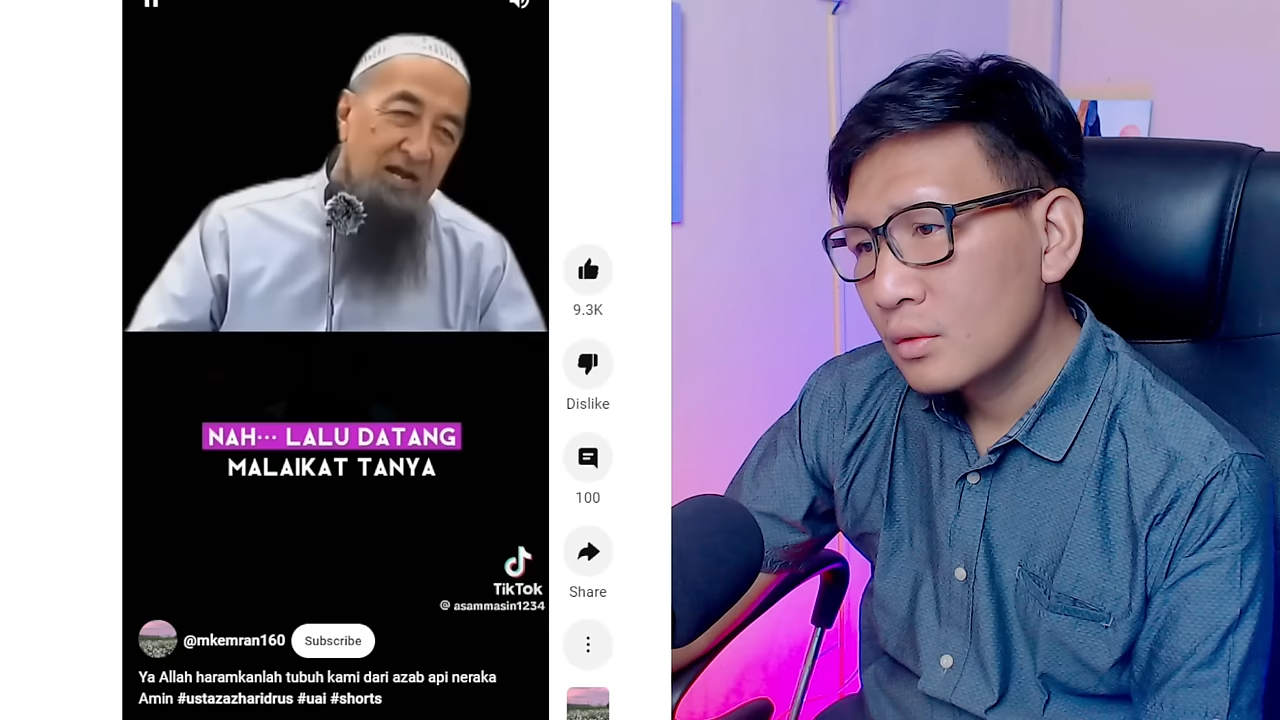 9.3K
Dislike
NAH··· LALU DATANG
MALAIKAT TANYA
100
TikTok
@ asammasin1234
Share
@mkemran160
Subscribe
Ya Allah haramkanlah tubuh kami dari azab api neraka
Amin #ustazazharidrus #uai #shorts